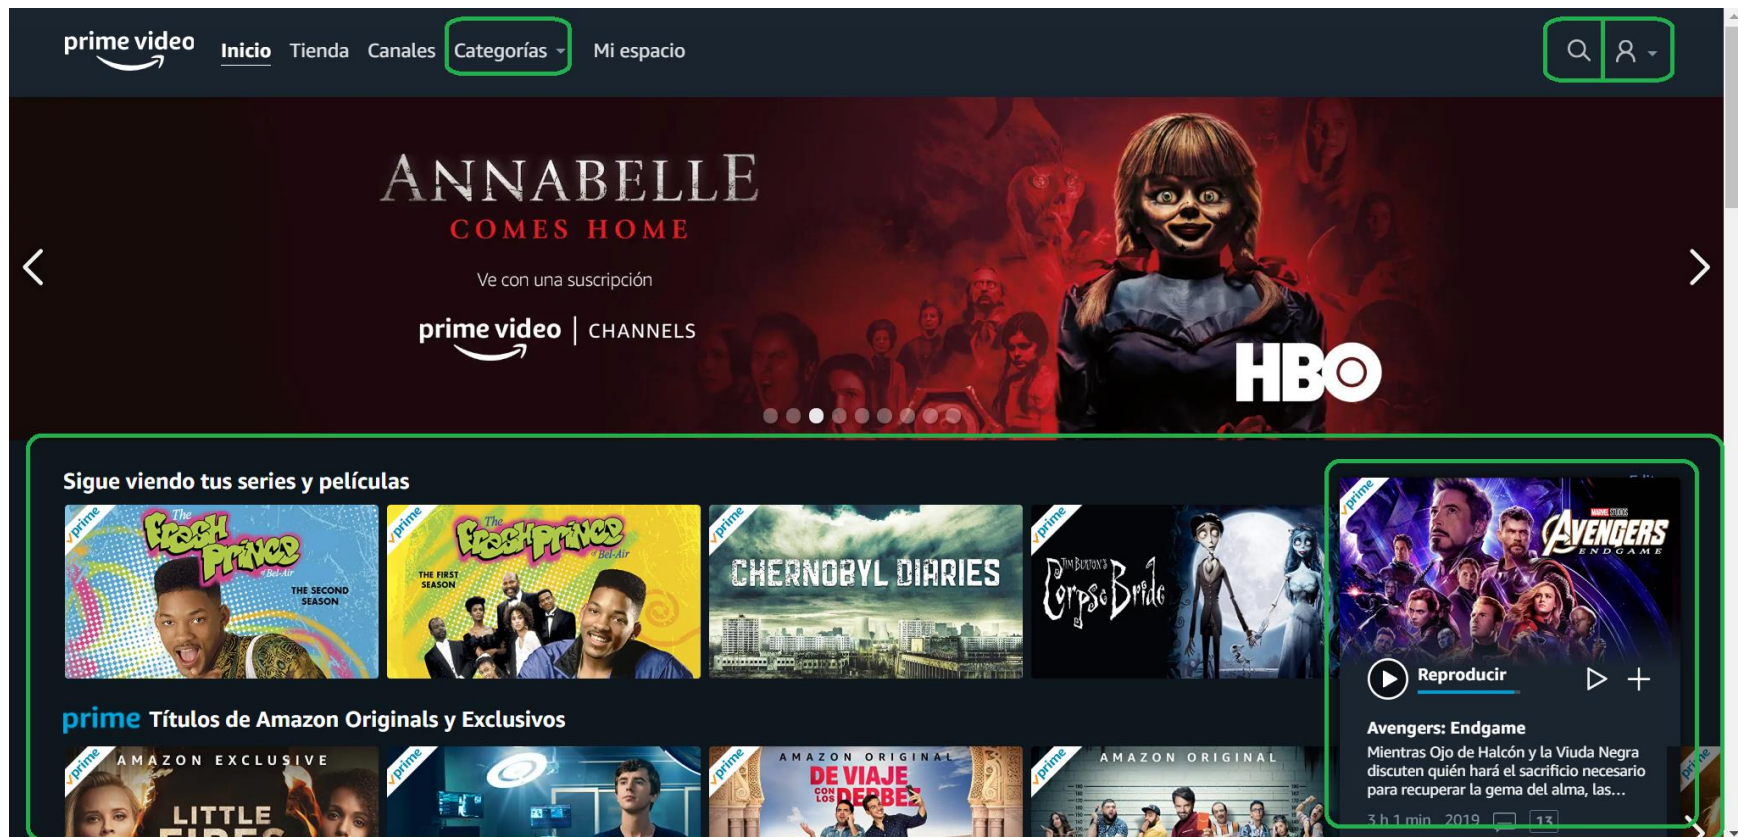 prime video
Inicio Tienda Canales Categorías Mi espacio
ANNABELLE
COMES HOME
Ve con una suscripción
prime video | CHANNELS
HBO
Sigue viendo tus series y películas
prime
The
Fresh
Prince
of Bel-Air
THE SECOND
SEASON
prime
The
Fresh Prince
of Bel-Air
THE FIRST
SEASON
prime
CHERNOBYL DIARIES
prime
TIM BURTON'S
Corpse Bride
prime
MARVEL STUDIOS
AVENGERS
ENDGAME
Reproducir
Avengers: Endgame
Mientras Ojo de Halcón y la Viuda Negra
discuten quién hará el sacrificio necesario
para recuperar la gema del alma, las...
3 h 1 min 2019 13
prime Títulos de Amazon Originals y Exclusivos
prime
AMAZON EXCLUSIVE
LITTLE
FIRES
prime
prime
AMAZON ORIGINAL
DE VIAJE
CON
LOS DERBEZ
prime
AMAZON ORIGINAL
prime